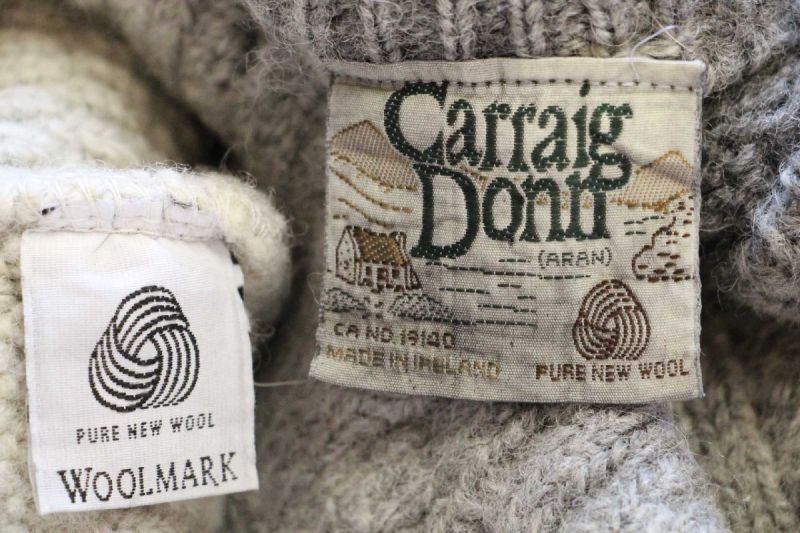 Carraig
Donn
(ARAN)
CA NO. 19140
MADE IN IRELAND
PURE NEW WOOL
PURE NEW WOOL
WOOLMARK